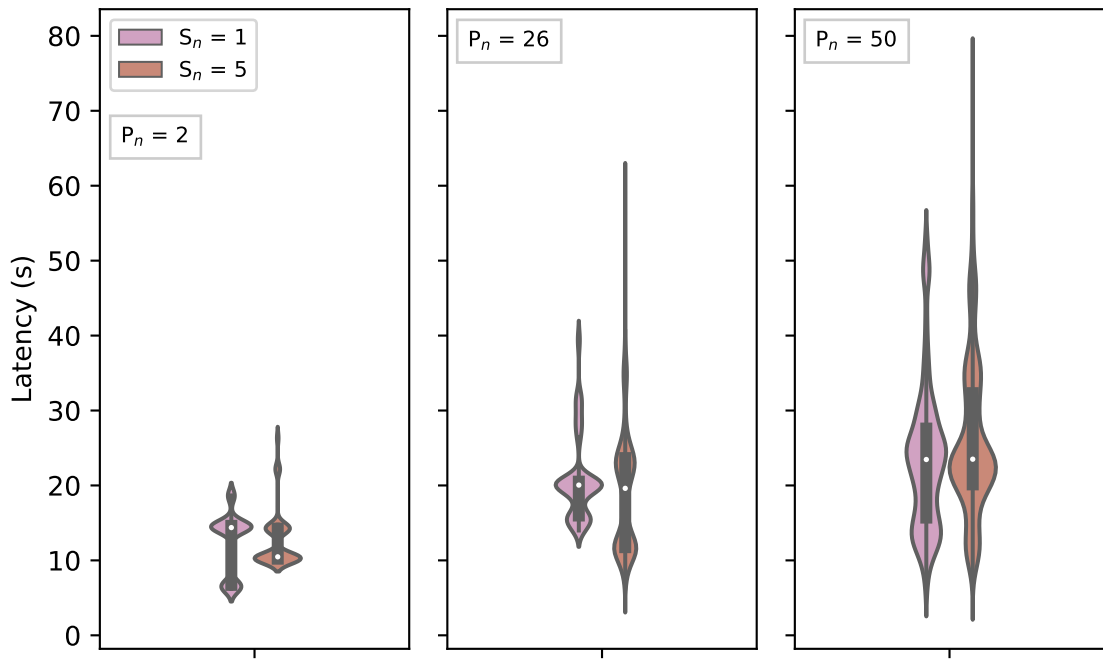 80
70
60
50
40
30
20
10
0
Latency (s)
Sₙ = 1
Sₙ = 5
Pₙ = 2
Pₙ = 26
Pₙ = 50